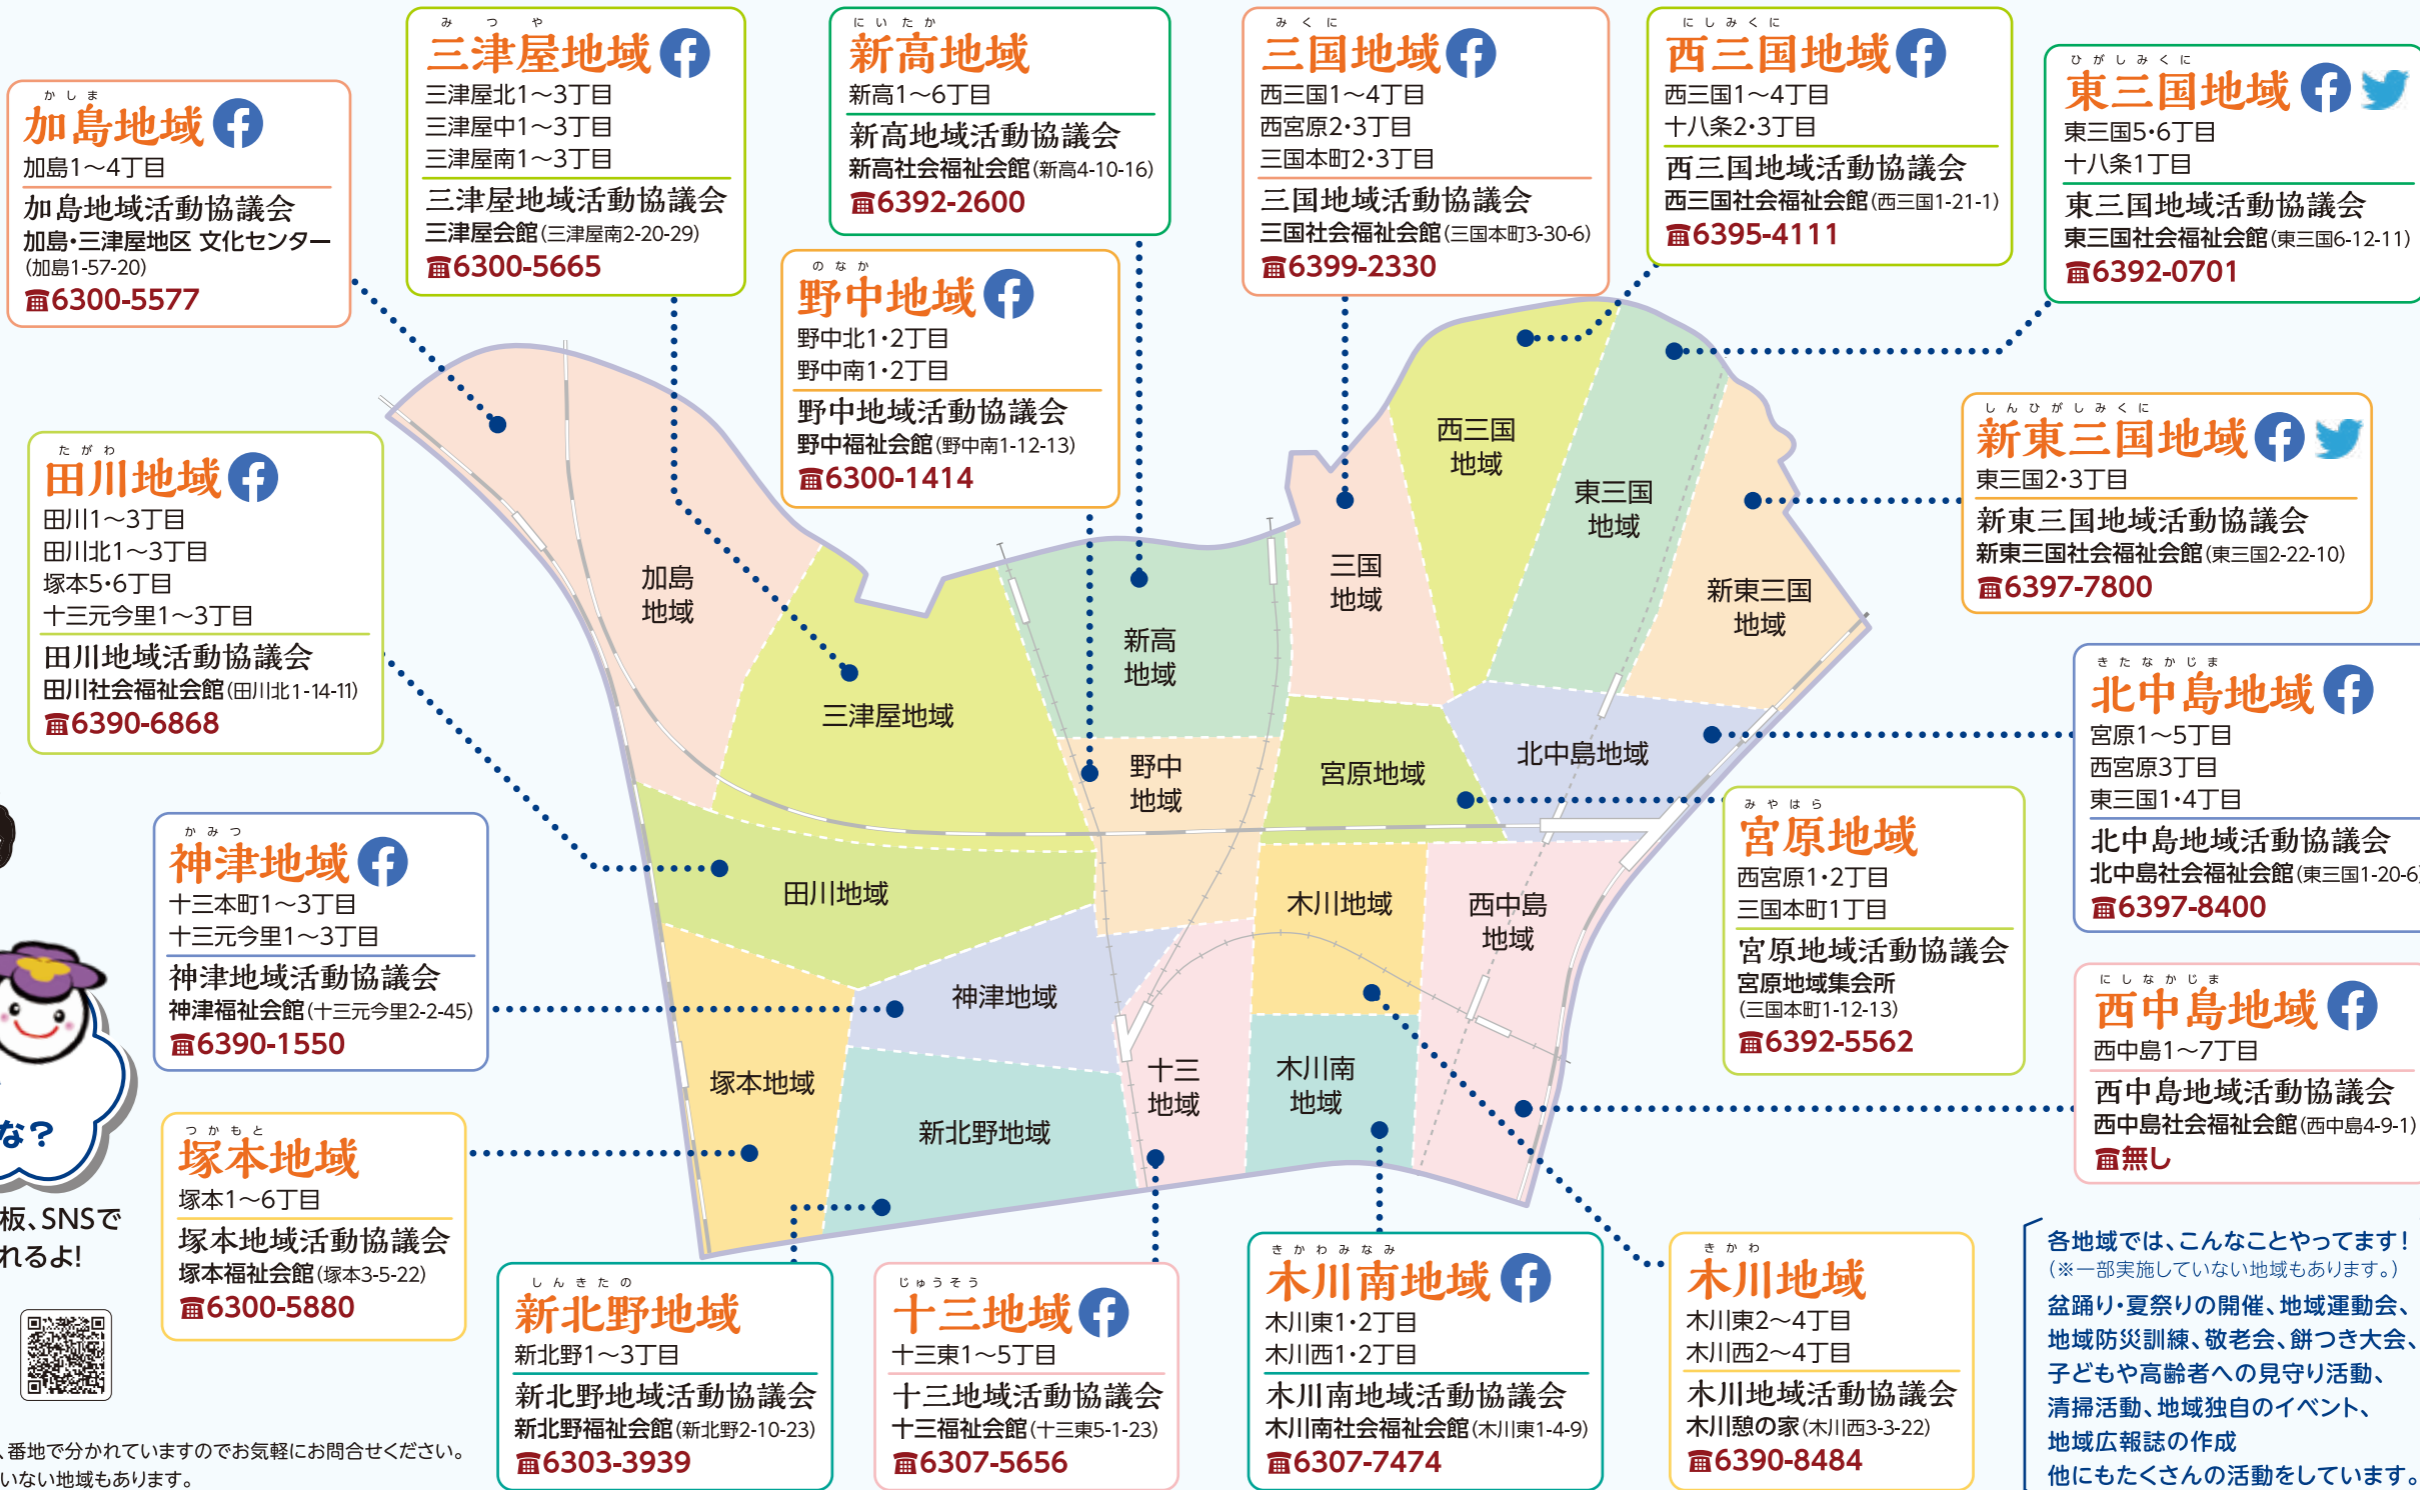 かしま
加島地域
加島1～4丁目
加島地域活動協議会
加島・三津屋地区 文化センター
(加島1-57-20)
☎6300-5577
みつや
三津屋地域
三津屋北1～3丁目
三津屋中1～3丁目
三津屋南1～3丁目
三津屋地域活動協議会
三津屋会館(三津屋南2-20-29)
☎6300-5665
にいたか
新高地域
新高1～6丁目
新高地域活動協議会
新高社会福祉会館(新高4-10-16)
☎6392-2600
のなか
野中地域
野中北1・2丁目
野中南1・2丁目
野中地域活動協議会
野中福祉会館(野中南1-12-13)
☎6300-1414
みくに
三国地域
西三国1～4丁目
西宮原2・3丁目
三国本町2・3丁目
三国地域活動協議会
三国社会福祉会館(三国本町3-30-6)
☎6399-2330
にしみくに
西三国地域
西三国1～4丁目
十八条2・3丁目
西三国地域活動協議会
西三国社会福祉会館(西三国1-21-1)
☎6395-4111
ひがしみくに
東三国地域
東三国5・6丁目
十八条1丁目
東三国地域活動協議会
東三国社会福祉会館(東三国6-12-11)
☎6392-0701
しんひがしみくに
新東三国地域
東三国2・3丁目
新東三国地域活動協議会
新東三国社会福祉会館(東三国2-22-10)
☎6397-7800
たがわ
田川地域
田川1～3丁目
田川北1～3丁目
塚本5・6丁目
十三元今里1～3丁目
田川地域活動協議会
田川社会福祉会館(田川北1-14-11)
☎6390-6868
きたなかじま
北中島地域
宮原1～5丁目
西宮原3丁目
東三国1・4丁目
北中島地域活動協議会
北中島社会福祉会館(東三国1-20-6)
☎6397-8400
加島
地域
三津屋地域
新高
地域
野中
地域
三国
地域
西三国
地域
東三国
地域
新東三国
地域
宮原地域
北中島地域
田川地域
神津地域
木川地域
西中島
地域
塚本地域
新北野地域
十三
地域
木川南
地域
かみつ
神津地域
十三本町1～3丁目
十三元今里1～3丁目
神津地域活動協議会
神津福祉会館(十三元今里2-2-45)
☎6390-1550
みやはら
宮原地域
西宮原1・2丁目
三国本町1丁目
宮原地域活動協議会
宮原地域集会所
(三国本町1-12-13)
☎6392-5562
にしなかじま
西中島地域
西中島1～7丁目
西中島地域活動協議会
西中島社会福祉会館(西中島4-9-1)
☎無し
な?
板、SNSで
れるよ!
つかもと
塚本地域
塚本1～6丁目
塚本地域活動協議会
塚本福祉会館(塚本3-5-22)
☎6300-5880
しんきたの
新北野地域
新北野1～3丁目
新北野地域活動協議会
新北野福祉会館(新北野2-10-23)
☎6303-3939
じゅうそう
十三地域
十三東1～5丁目
十三地域活動協議会
十三福祉会館(十三東5-1-23)
☎6307-5656
きかわみなみ
木川南地域
木川東1・2丁目
木川西1・2丁目
木川南地域活動協議会
木川南社会福祉会館(木川東1-4-9)
☎6307-7474
きかわ
木川地域
木川東2～4丁目
木川西2～4丁目
木川地域活動協議会
木川憩の家(木川西3-3-22)
☎6390-8484
各地域では、こんなことやってます!
(※一部実施していない地域もあります。)
盆踊り・夏祭りの開催、地域運動会、
地域防災訓練、敬老会、餅つき大会、
子どもや高齢者への見守り活動、
清掃活動、地域独自のイベント、
地域広報誌の作成
他にもたくさんの活動をしています。
、番地で分かれていますのでお気軽にお問合せください。
いない地域もあります。